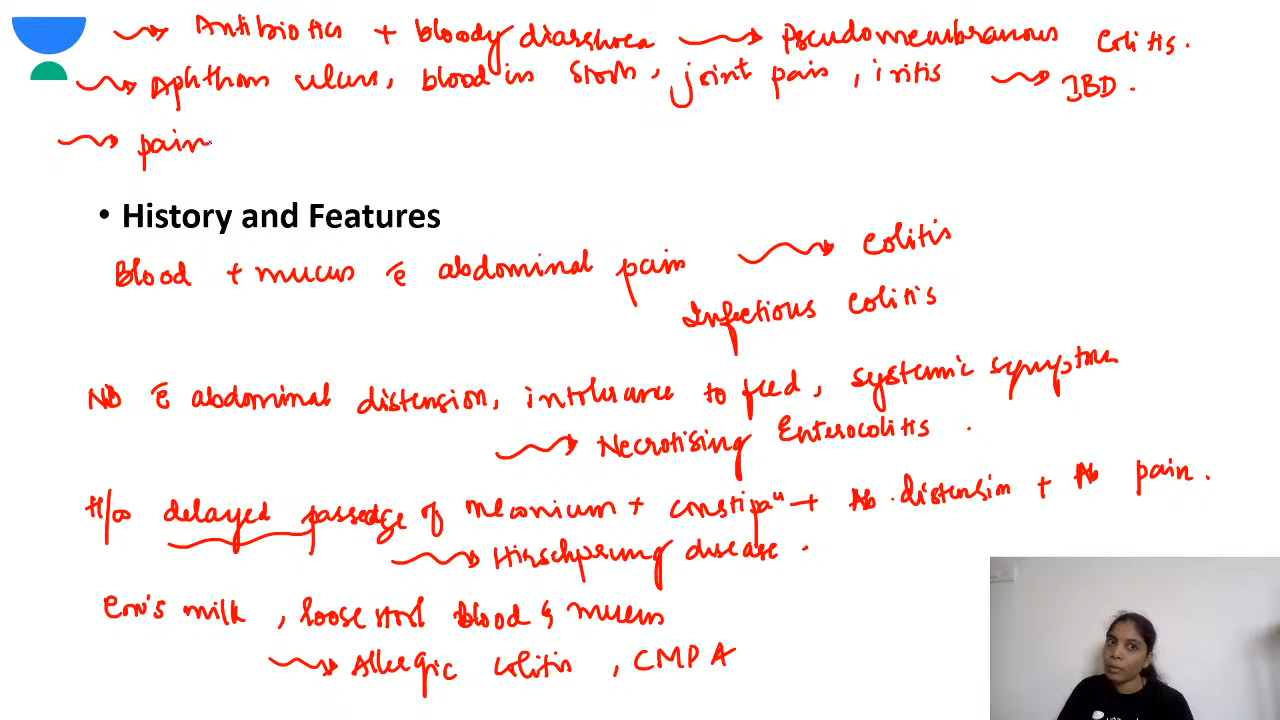 Antibiotics + bloody diarrhoea → Pseudomembranous colitis.
→ Aphthous ulcers, blood in stools, joint pain, iritis → IBD.
→ pain
• History and Features
Blood + mucus c̄ abdominal pain → Colitis
Infectious colitis
NB c̄ abdominal distension, intolerance to feed, systemic symptoms
→ Necrotising Enterocolitis.
H/o delayed passage of meconium + constipaⁿ + Ab. distension + Ab pain.
→ Hirschprung disease.
Cow's milk, loose stool blood & mucus
→ Allergic colitis, CMPA